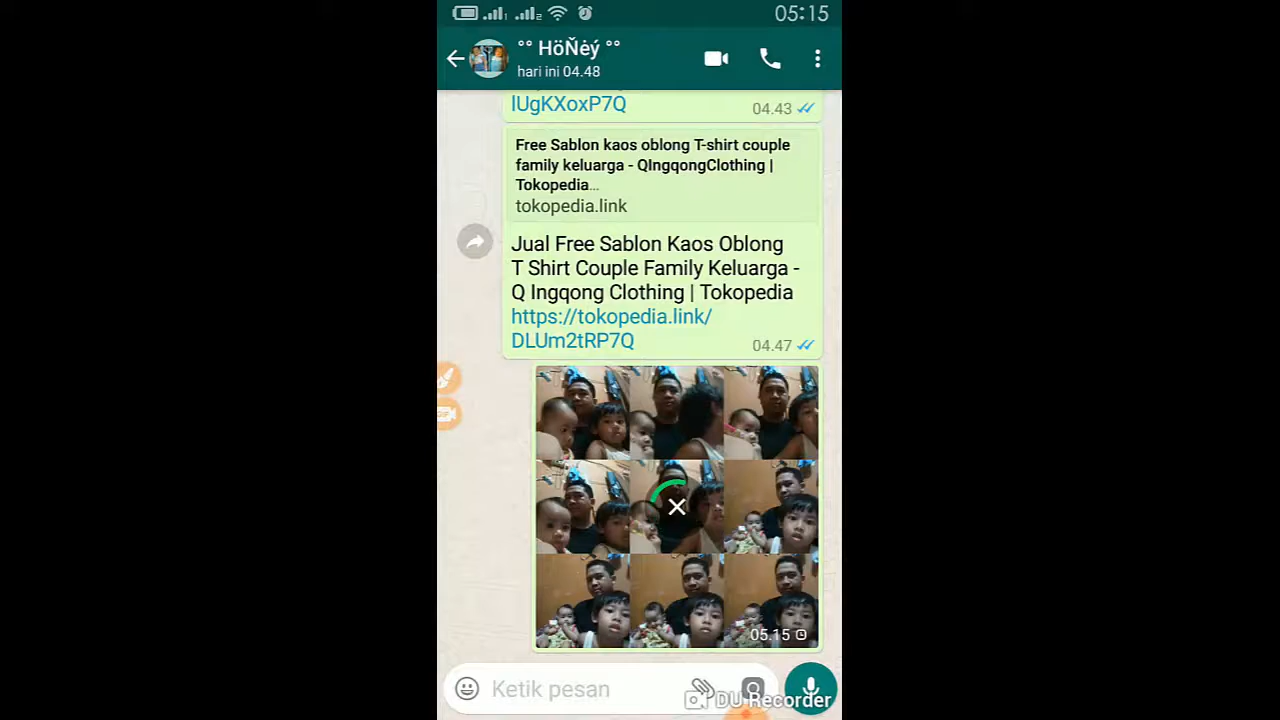 05:15
°° HöŇėý °°
hari ini 04.48
lUgKXoxP7Q
04.43
Free Sablon kaos oblong T-shirt couple
family keluarga - QIngqongClothing |
Tokopedia…
tokopedia.link
Jual Free Sablon Kaos Oblong
T Shirt Couple Family Keluarga -
Q Ingqong Clothing | Tokopedia
https://tokopedia.link/
DLUm2tRP7Q
04.47
05.15
Ketik pesan
DU Recorder